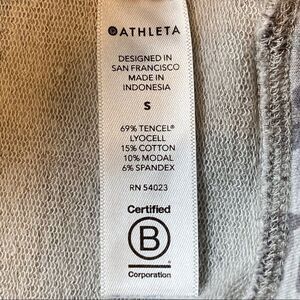 ATHLETA
DESIGNED IN
SAN FRANCISCO
MADE IN
INDONESIA
S
69% TENCEL®
LYOCELL
15% COTTON
10% MODAL
6% SPANDEX
RN 54023
Certified
B
Corporation